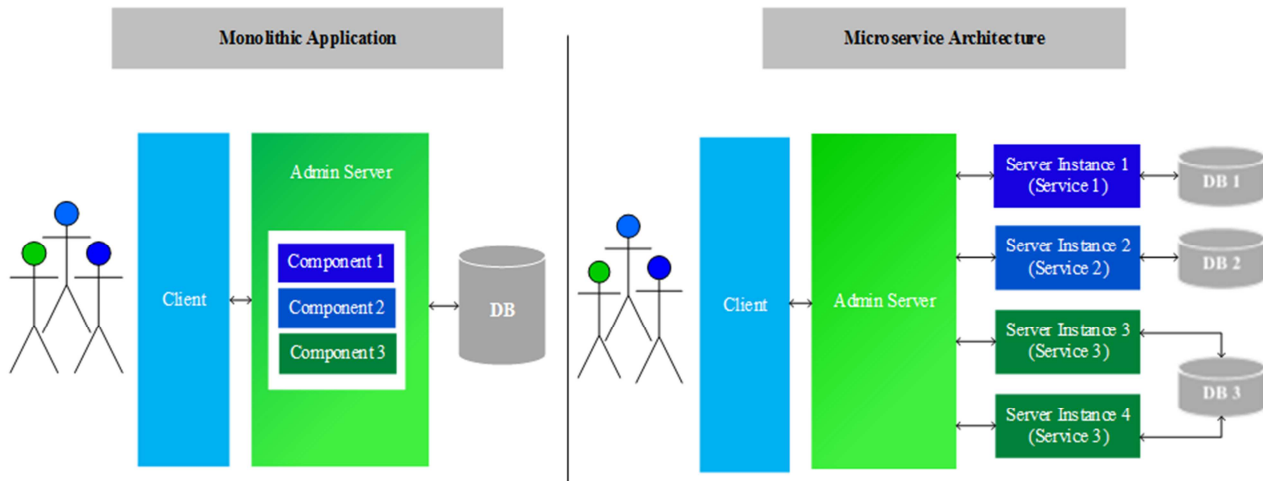 Monolithic Application
Client
Admin Server
Component 1
Component 2
Component 3
DB
Microservice Architecture
Client
Admin Server
Server Instance 1
(Service 1)
DB 1
Server Instance 2
(Service 2)
DB 2
Server Instance 3
(Service 3)
DB 3
Server Instance 4
(Service 3)